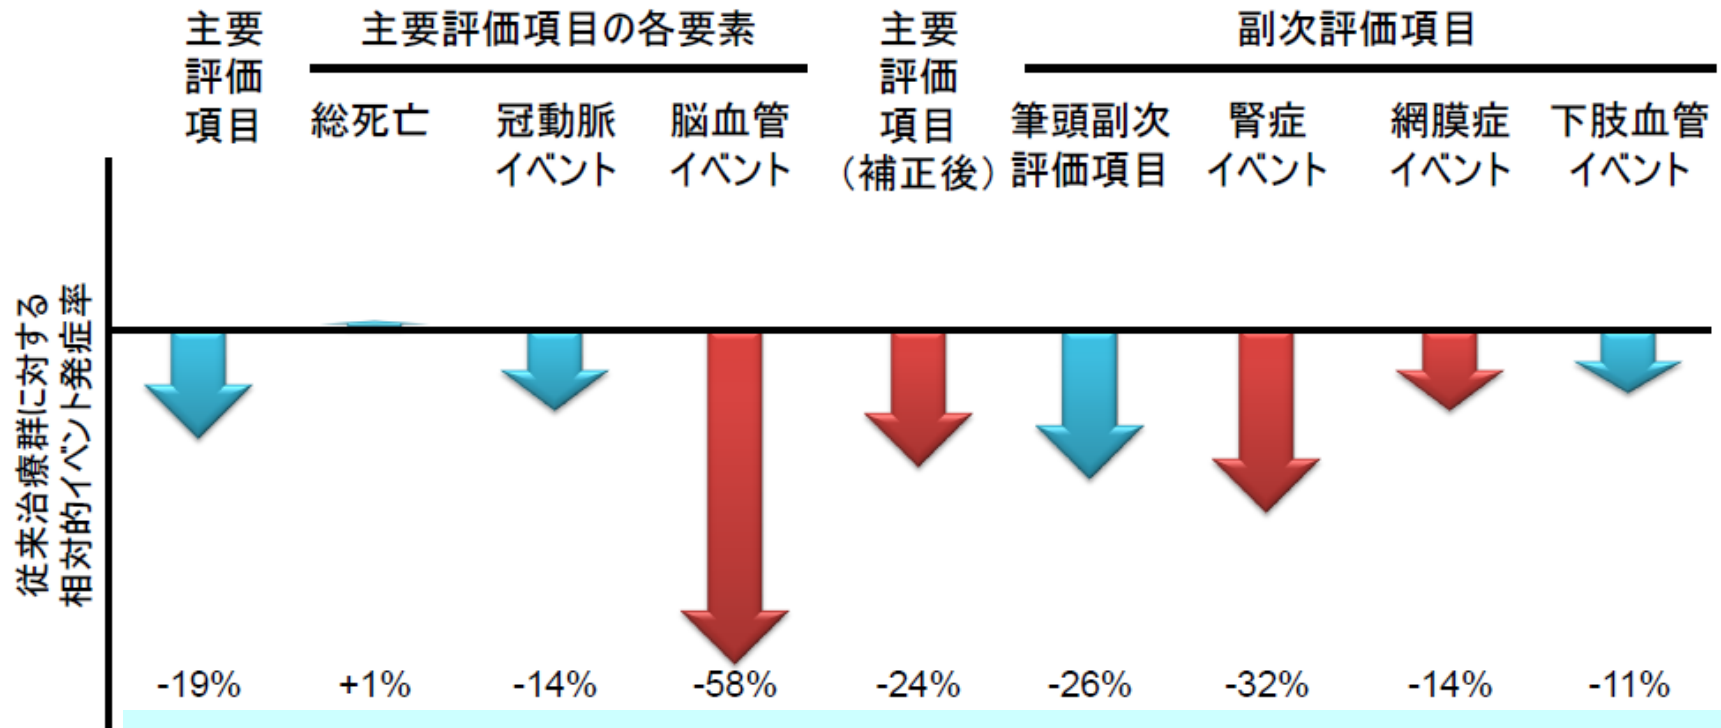 主要
評価
項目
主要評価項目の各要素
総死亡
冠動脈
イベント
脳血管
イベント
主要
評価
項目
（補正後）
副次評価項目
筆頭副次
評価項目
腎症
イベント
網膜症
イベント
下肢血管
イベント
従来治療群に対する
相対的イベント発症率
-19%
+1%
-14%
-58%
-24%
-26%
-32%
-14%
-11%